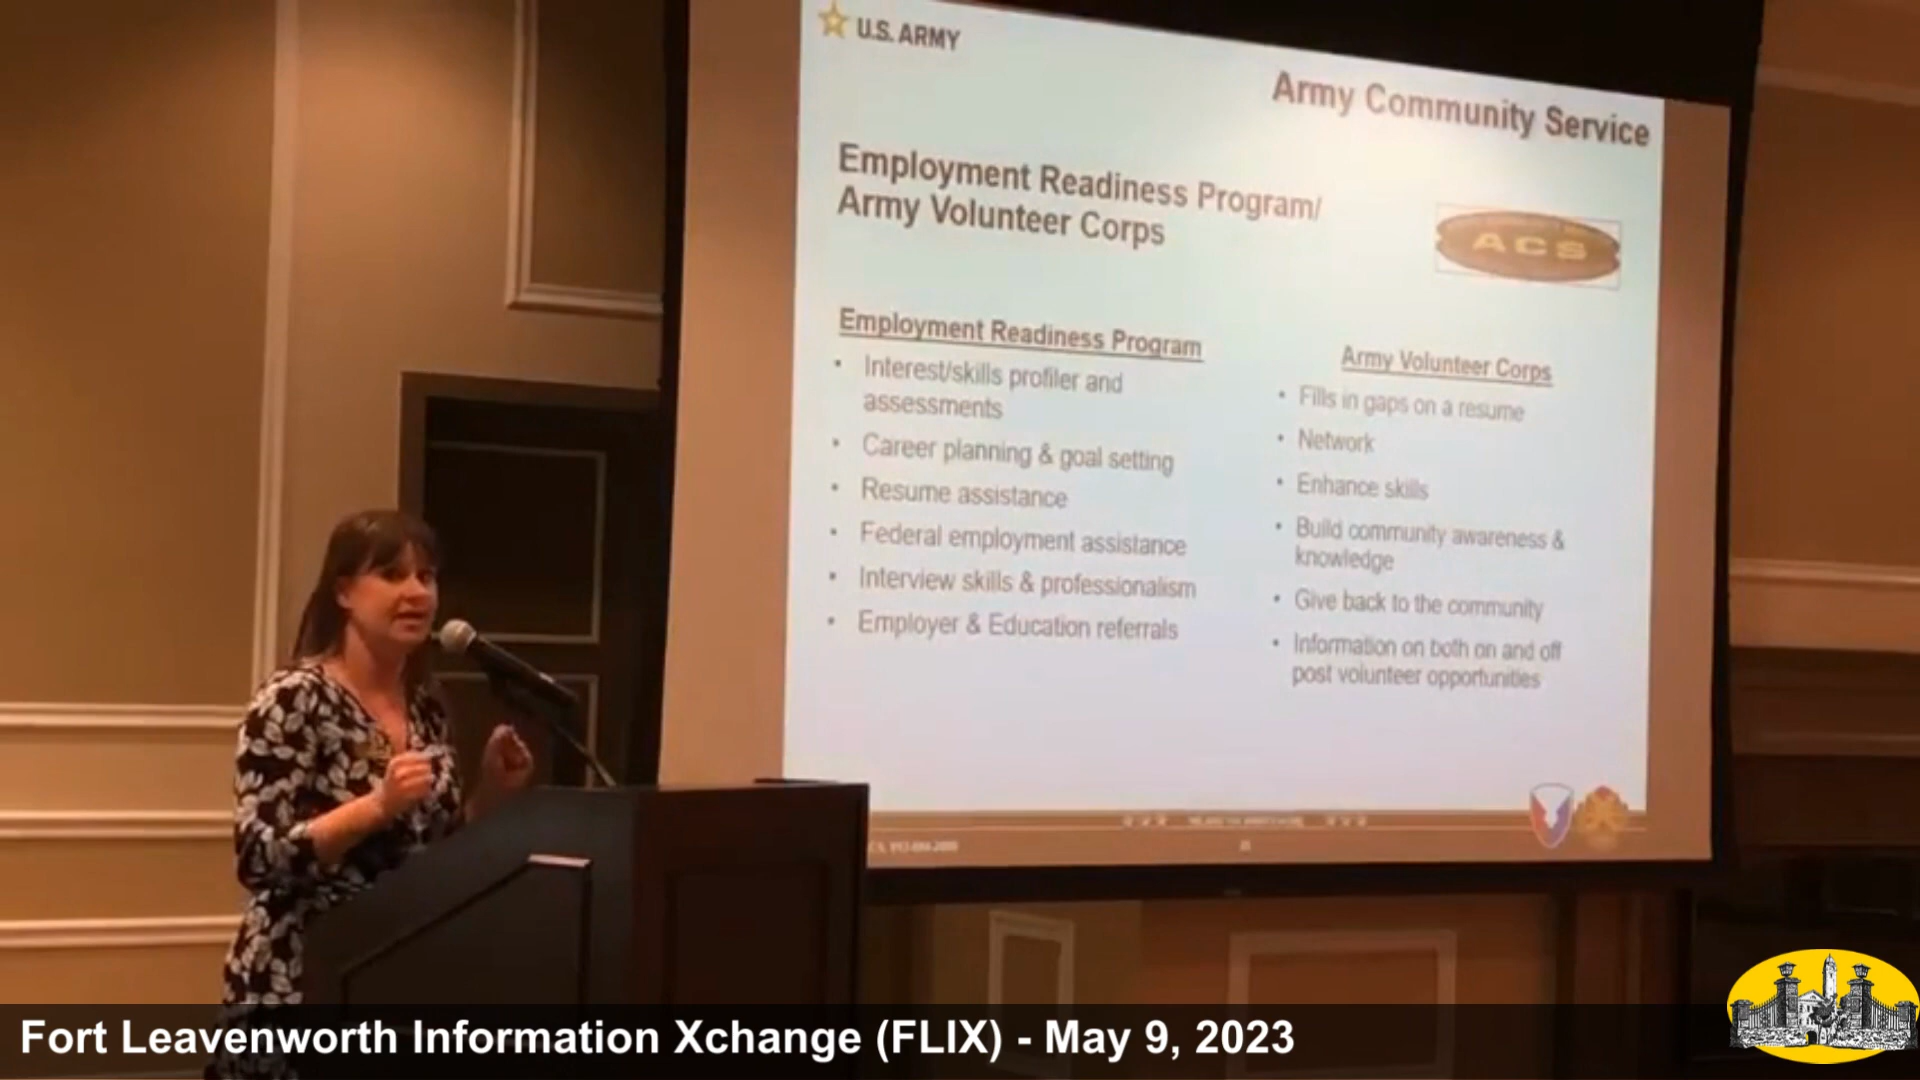 U.S. ARMY
Army Community Service
Employment Readiness Program/
Army Volunteer Corps
ACS
Employment Readiness Program
• Interest/skills profiler and
assessments
• Career planning & goal setting
• Resume assistance
• Federal employment assistance
• Interview skills & professionalism
• Employer & Education referrals
Army Volunteer Corps
• Fills in gaps on a resume
• Network
• Enhance skills
• Build community awareness &
knowledge
• Give back to the community
• Information on both on and off
post volunteer opportunities
Fort Leavenworth Information Xchange (FLIX) - May 9, 2023